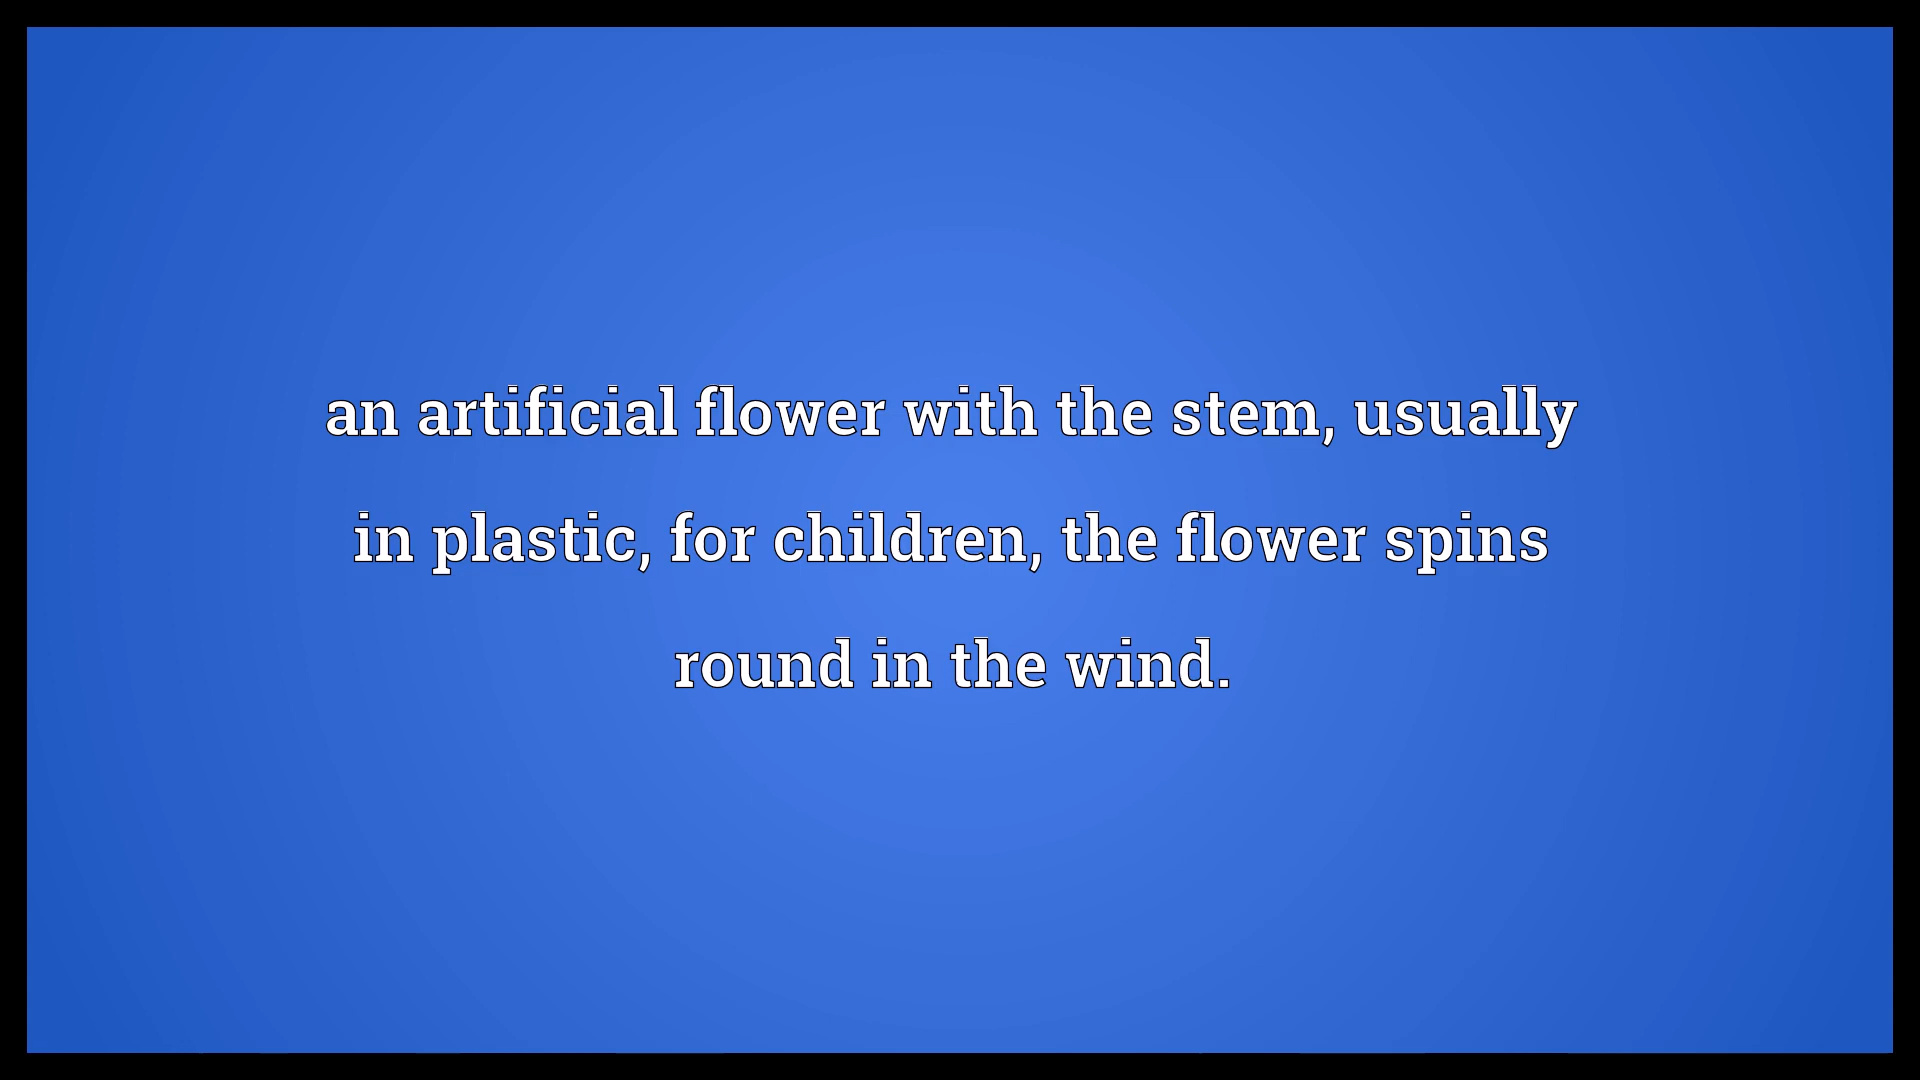 an artificial flower with the stem, usually
in plastic, for children, the flower spins
round in the wind.